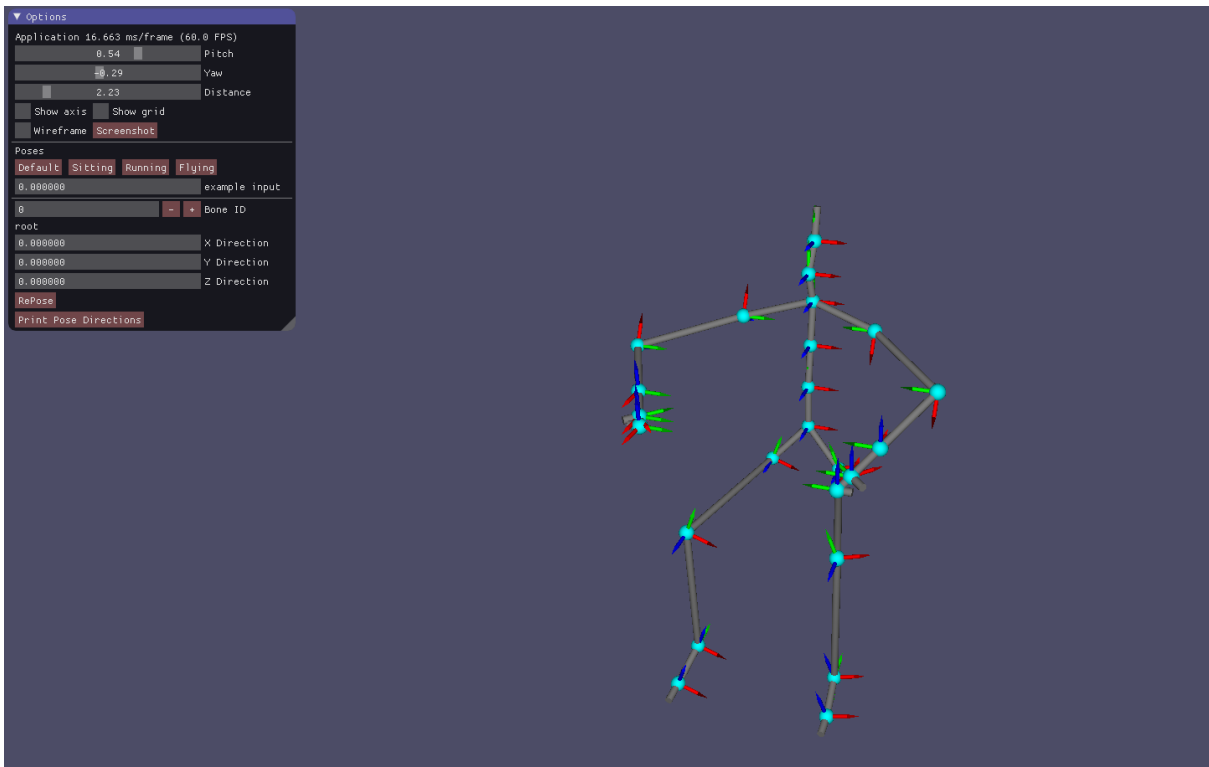 ▼ Options
Application 16.663 ms/frame (60.0 FPS)
0.54 Pitch
-0.29 Yaw
2.23 Distance
Show axis Show grid
Wireframe Screenshot
Poses
Default Sitting Running Flying
0.000000 example input
0 - + Bone ID
root
0.000000 X Direction
0.000000 Y Direction
0.000000 Z Direction
RePose
Print Pose Directions